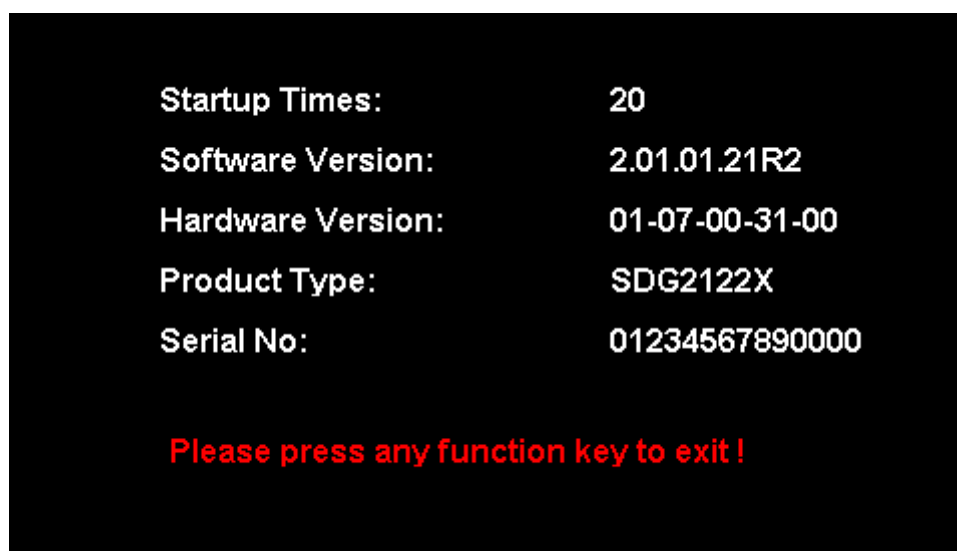 Startup Times: 20
Software Version: 2.01.01.21R2
Hardware Version: 01-07-00-31-00
Product Type: SDG2122X
Serial No: 01234567890000
Please press any function key to exit !